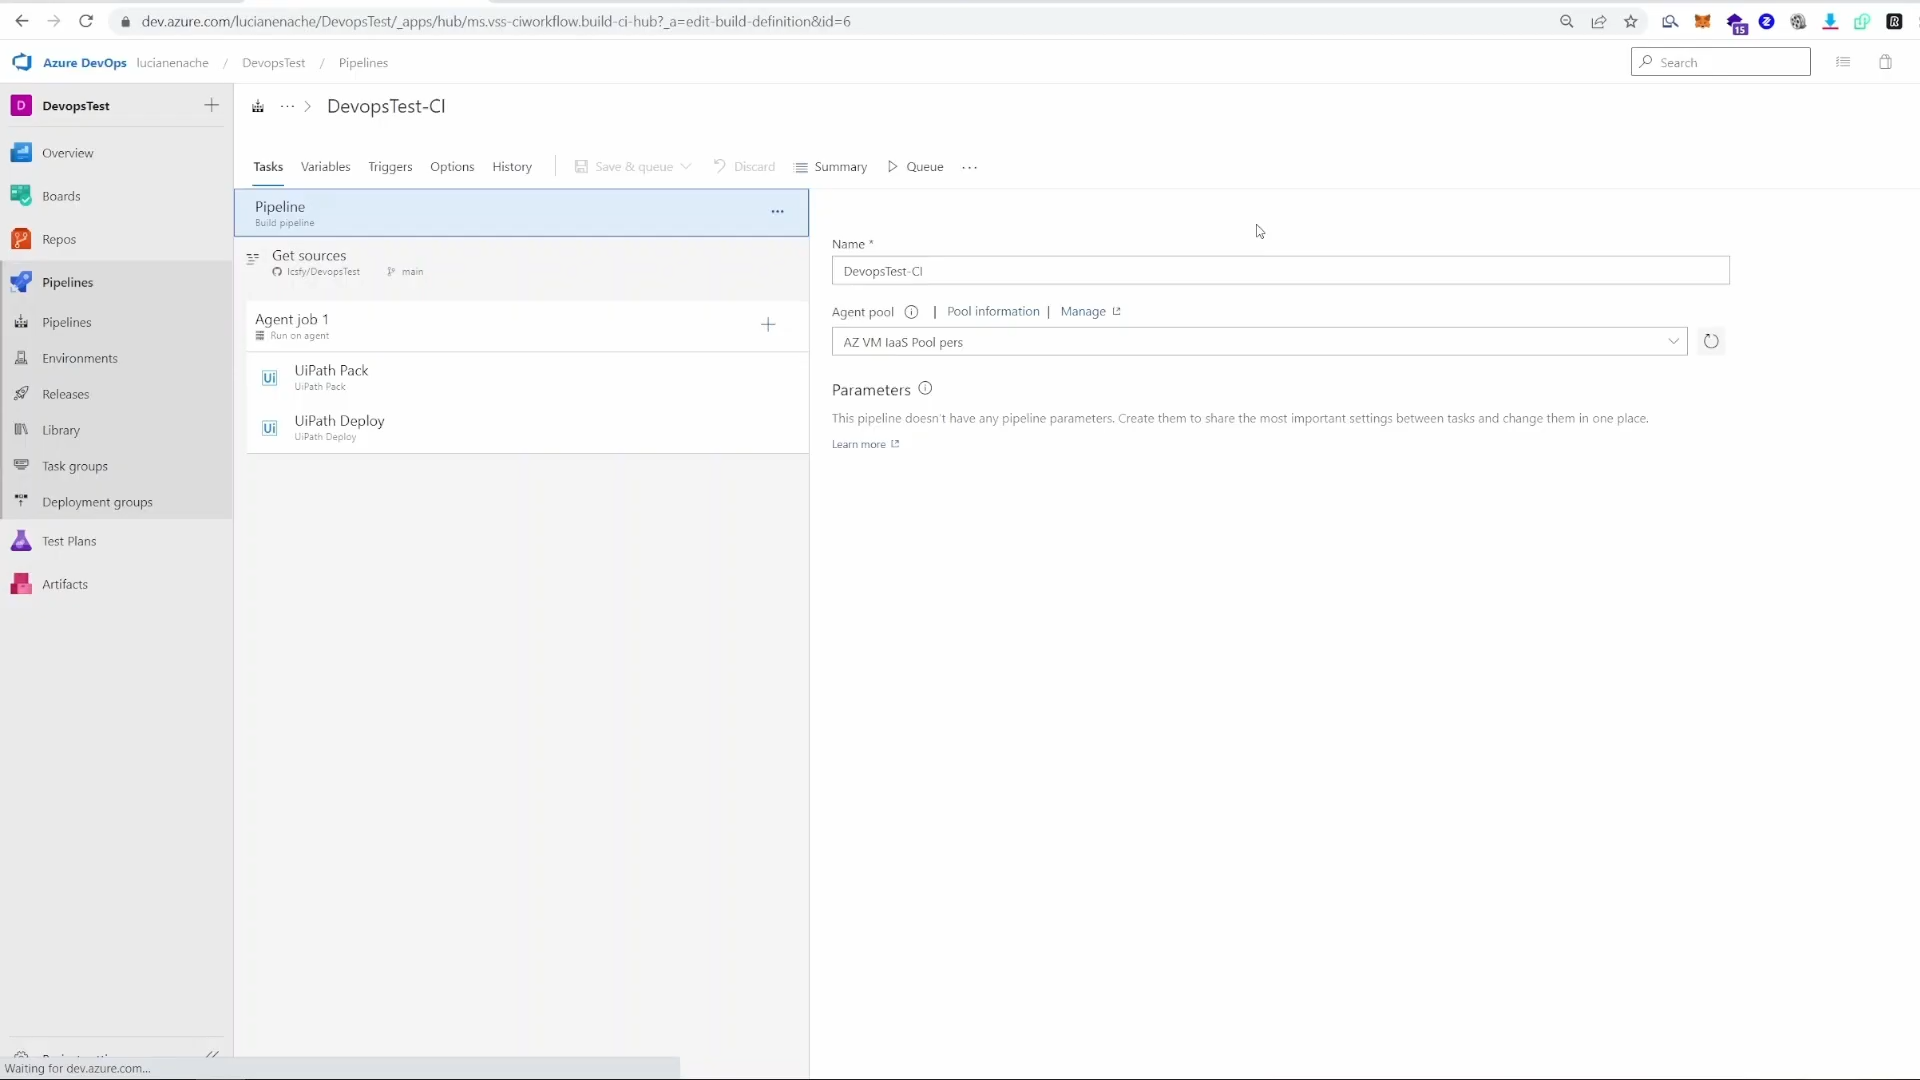 dev.azure.com/lucianenache/DevopsTest/_apps/hub/ms.vss-ciworkflow.build-ci-hub?_a=edit-build-definition&id=6
15
Azure DevOps lucianenache / DevopsTest / Pipelines
Search
D DevopsTest
DevopsTest-CI
Overview
Boards
Repos
Pipelines
Pipelines
Environments
Releases
Library
Task groups
Deployment groups
Test Plans
Artifacts
Tasks Variables Triggers Options History Save & queue Discard Summary Queue
Pipeline
Build pipeline
Get sources
lcsfy/DevopsTest main
Agent job 1
Run on agent
Ui UiPath Pack
UiPath Pack
Ui UiPath Deploy
UiPath Deploy
Name *
DevopsTest-CI
Agent pool | Pool information | Manage
AZ VM IaaS Pool pers
Parameters
This pipeline doesn't have any pipeline parameters. Create them to share the most important settings between tasks and change them in one place.
Learn more
Waiting for dev.azure.com...